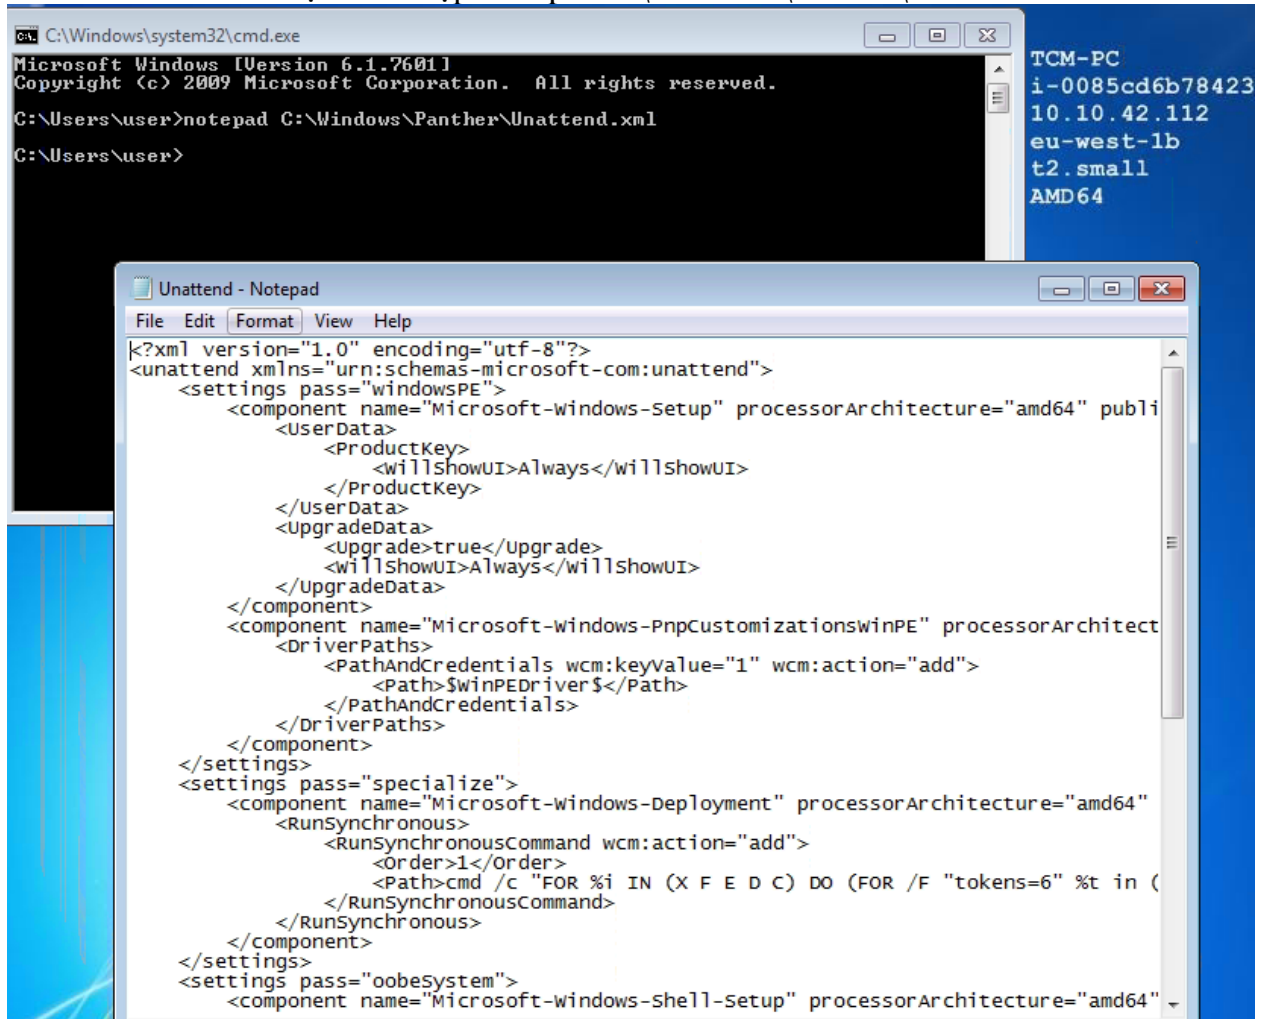 C:\Windows\system32\cmd.exe
Microsoft Windows [Version 6.1.7601]
Copyright (c) 2009 Microsoft Corporation.  All rights reserved.
C:\Users\user>notepad C:\Windows\Panther\Unattend.xml
C:\Users\user>
TCM-PC
i-0085cd6b78423
10.10.42.112
eu-west-1b
t2.small
AMD64
Unattend - Notepad
File Edit Format View Help
<?xml version="1.0" encoding="utf-8"?>
<unattend xmlns="urn:schemas-microsoft-com:unattend">
    <settings pass="windowsPE">
        <component name="Microsoft-Windows-Setup" processorArchitecture="amd64" publi
            <UserData>
                <ProductKey>
                    <WillShowUI>Always</WillShowUI>
                </ProductKey>
            </UserData>
            <UpgradeData>
                <Upgrade>true</Upgrade>
                <WillShowUI>Always</WillShowUI>
            </UpgradeData>
        </component>
        <component name="Microsoft-Windows-PnpCustomizationsWinPE" processorArchitect
            <DriverPaths>
                <PathAndCredentials wcm:keyValue="1" wcm:action="add">
                    <Path>$WinPEDriver$</Path>
                </PathAndCredentials>
            </DriverPaths>
        </component>
    </settings>
    <settings pass="specialize">
        <component name="Microsoft-Windows-Deployment" processorArchitecture="amd64"
            <RunSynchronous>
                <RunSynchronousCommand wcm:action="add">
                    <Order>1</Order>
                    <Path>cmd /c "FOR %i IN (X F E D C) DO (FOR /F "tokens=6" %t in (
                </RunSynchronousCommand>
            </RunSynchronous>
        </component>
    </settings>
    <settings pass="oobeSystem">
        <component name="Microsoft-Windows-Shell-Setup" processorArchitecture="amd64"